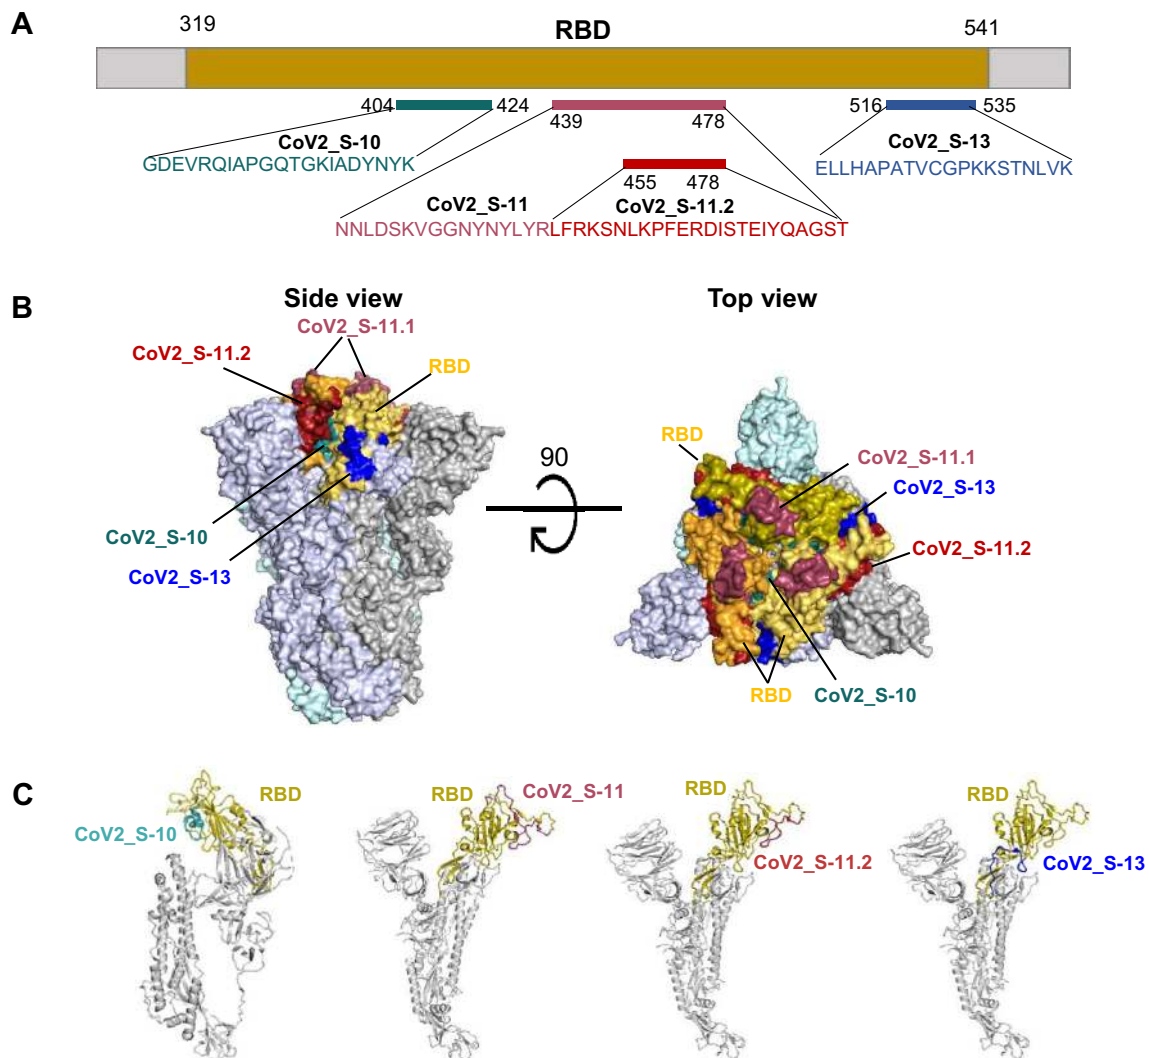 A
319
RBD
541
404
424
439
478
516
535
CoV2_S-10
CoV2_S-13
GDEVRQIAPGQTGKIADYNYK
ELLHAPATVCGPKKSTNLVK
455
478
CoV2_S-11
CoV2_S-11.2
NNLDSKVGGNYNYLYRLFRKSNLKPFERDISTEIYQAGST
B
Side view
Top view
CoV2_S-11.1
CoV2_S-11.2
RBD
CoV2_S-10
CoV2_S-13
90
RBD
CoV2_S-11.1
CoV2_S-13
CoV2_S-11.2
RBD
CoV2_S-10
C
RBD
CoV2_S-10
RBD
CoV2_S-11
RBD
CoV2_S-11.2
RBD
CoV2_S-13